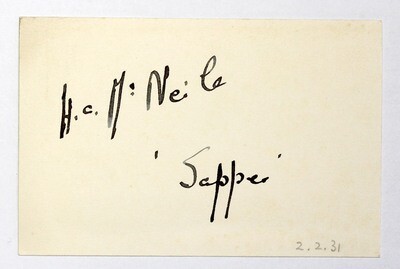 H.C. McNeile
'Sapper'
2.2.31